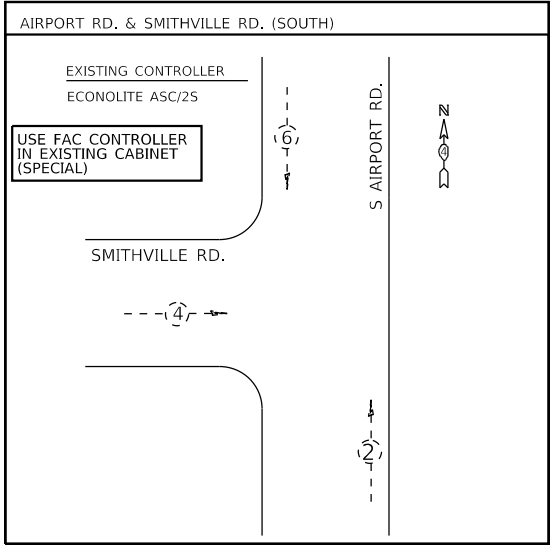 AIRPORT RD. & SMITHVILLE RD. (SOUTH)
EXISTING CONTROLLER
ECONOLITE ASC/2S
USE FAC CONTROLLER
IN EXISTING CABINET
(SPECIAL)
6
S AIRPORT RD.
N
4
SMITHVILLE RD.
4
2